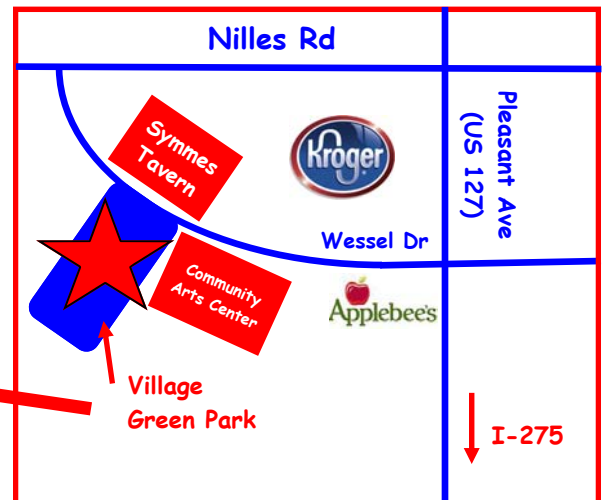 Nilles Rd
Symmes
Tavern
Kroger
Pleasant Ave
(US 127)
Wessel Dr
Community
Arts Center
Applebee's
Village
Green Park
I-275